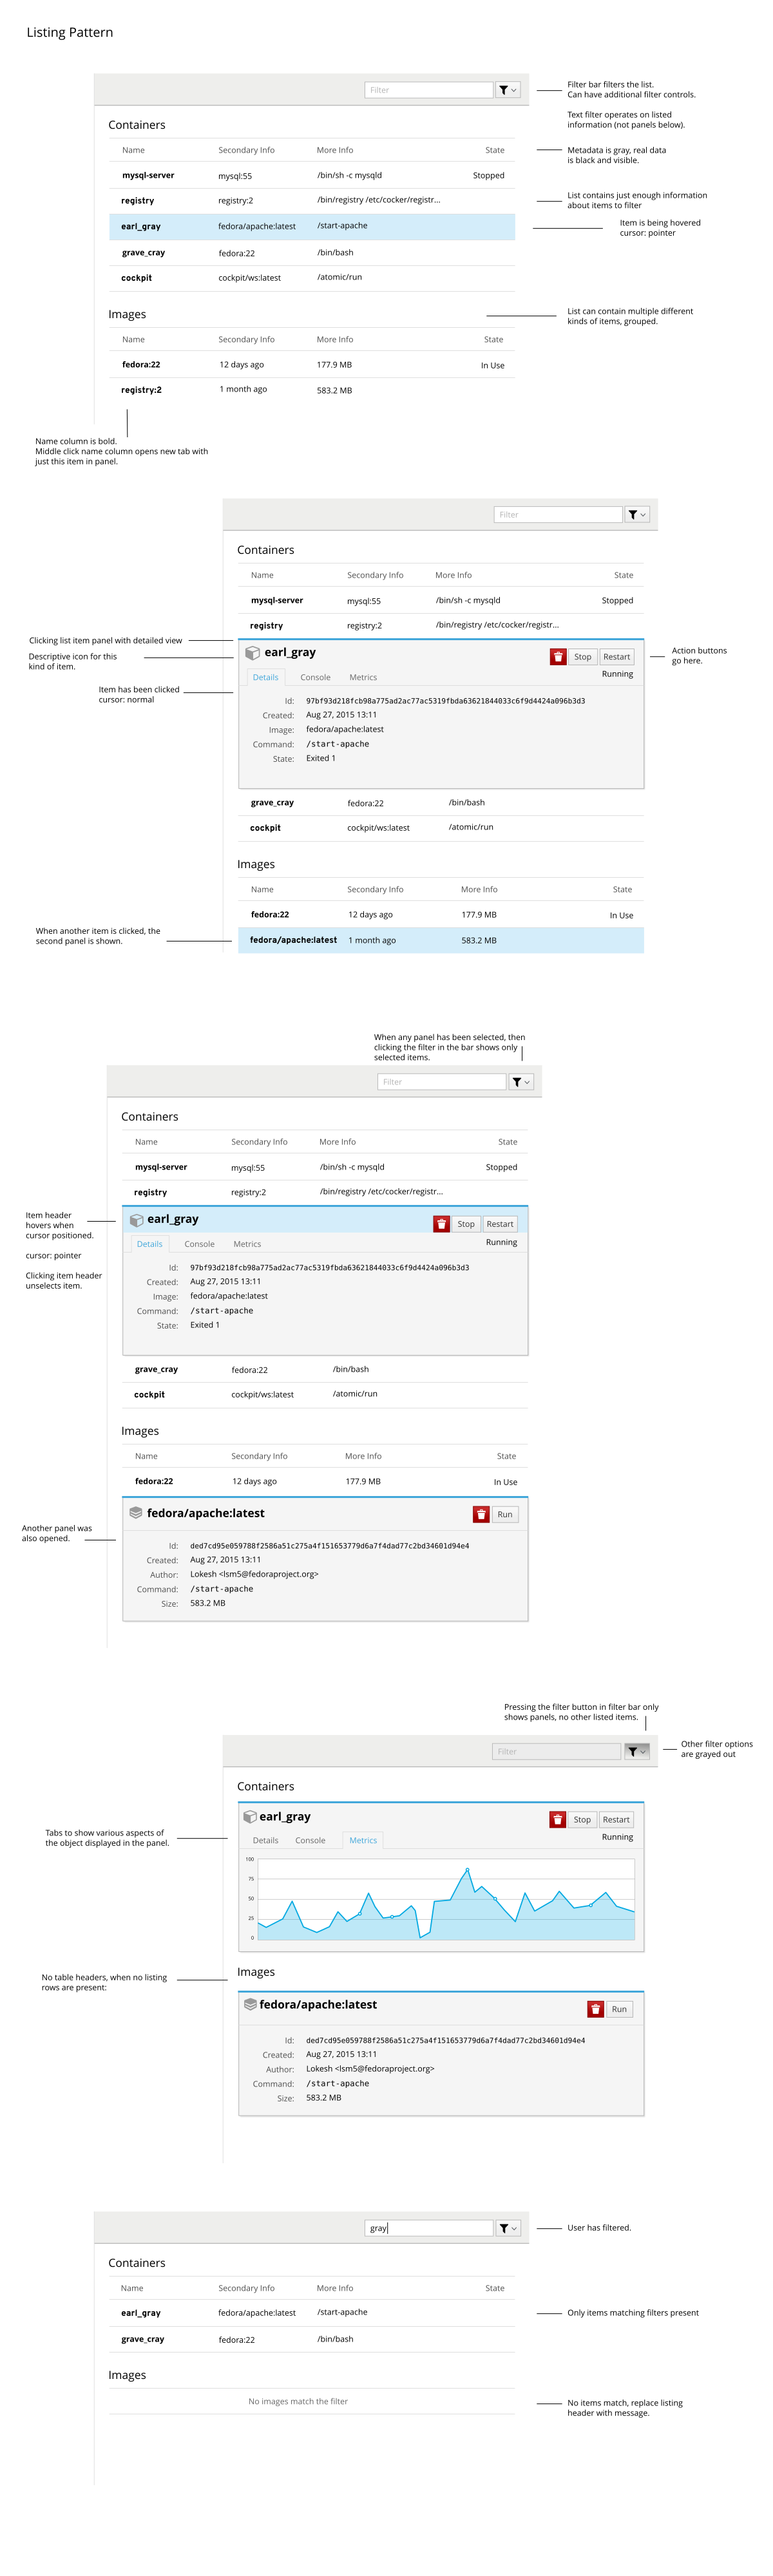 Listing Pattern
Filter
Filter bar filters the list.
Can have additional filter controls.
Text filter operates on listed
information (not panels below).
Containers
Name Secondary Info More Info State
Metadata is gray, real data
is black and visible.
mysql-server mysql:55 /bin/sh -c mysqld Stopped
registry registry:2 /bin/registry /etc/cocker/registr...
List contains just enough information
about items to filter
earl_gray fedora/apache:latest /start-apache
Item is being hovered
cursor: pointer
grave_cray fedora:22 /bin/bash
cockpit cockpit/ws:latest /atomic/run
Images
List can contain multiple different
kinds of items, grouped.
Name Secondary Info More Info State
fedora:22 12 days ago 177.9 MB In Use
registry:2 1 month ago 583.2 MB
Name column is bold.
Middle click name column opens new tab with
just this item in panel.
Filter
Containers
Name Secondary Info More Info State
mysql-server mysql:55 /bin/sh -c mysqld Stopped
registry registry:2 /bin/registry /etc/cocker/registr...
Clicking list item panel with detailed view
Descriptive icon for this
kind of item.
earl_gray Stop Restart
Action buttons
go here.
Running
Details Console Metrics
Item has been clicked
cursor: normal
Id: 97bf93d218fcb98a775ad2ac77ac5319fbda63621844033c6f9d4424a096b3d3
Created: Aug 27, 2015 13:11
Image: fedora/apache:latest
Command: /start-apache
State: Exited 1
grave_cray fedora:22 /bin/bash
cockpit cockpit/ws:latest /atomic/run
Images
Name Secondary Info More Info State
fedora:22 12 days ago 177.9 MB In Use
When another item is clicked, the
second panel is shown.
fedora/apache:latest 1 month ago 583.2 MB
When any panel has been selected, then
clicking the filter in the bar shows only
selected items.
Filter
Containers
Name Secondary Info More Info State
mysql-server mysql:55 /bin/sh -c mysqld Stopped
registry registry:2 /bin/registry /etc/cocker/registr...
Item header
hovers when
cursor positioned.
cursor: pointer
Clicking item header
unselects item.
earl_gray Stop Restart
Running
Details Console Metrics
Id: 97bf93d218fcb98a775ad2ac77ac5319fbda63621844033c6f9d4424a096b3d3
Created: Aug 27, 2015 13:11
Image: fedora/apache:latest
Command: /start-apache
State: Exited 1
grave_cray fedora:22 /bin/bash
cockpit cockpit/ws:latest /atomic/run
Images
Name Secondary Info More Info State
fedora:22 12 days ago 177.9 MB In Use
fedora/apache:latest Run
Another panel was
also opened.
Id: ded7cd95e059788f2586a51c275a4f151653779d6a7f4dad77c2bd34601d94e4
Created: Aug 27, 2015 13:11
Author: Lokesh <lsm5@fedoraproject.org>
Command: /start-apache
Size: 583.2 MB
Pressing the filter button in filter bar only
shows panels, no other listed items.
Filter
Other filter options
are grayed out
Containers
earl_gray Stop Restart
Running
Details Console Metrics
Tabs to show various aspects of
the object displayed in the panel.
100
75
50
25
0
Images
No table headers, when no listing
rows are present:
fedora/apache:latest Run
Id: ded7cd95e059788f2586a51c275a4f151653779d6a7f4dad77c2bd34601d94e4
Created: Aug 27, 2015 13:11
Author: Lokesh <lsm5@fedoraproject.org>
Command: /start-apache
Size: 583.2 MB
gray
User has filtered.
Containers
Name Secondary Info More Info State
earl_gray fedora/apache:latest /start-apache
Only items matching filters present
grave_cray fedora:22 /bin/bash
Images
No images match the filter
No items match, replace listing
header with message.